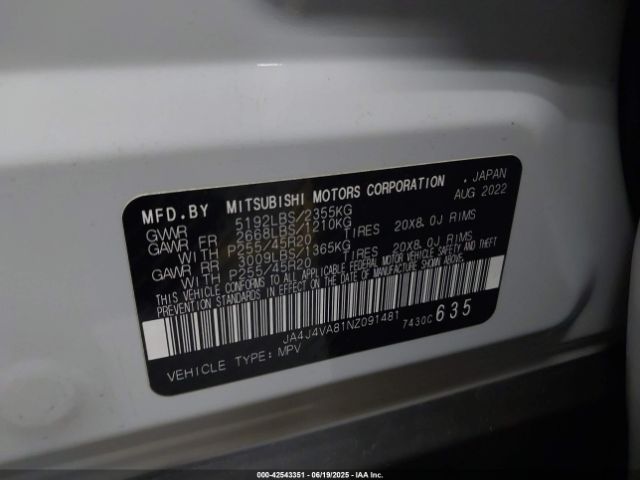 MFD.BY MITSUBISHI MOTORS CORPORATION . JAPAN
GVWR 5192LBS/2355KG AUG 2022
GAWR FR 2668LBS/1210KG
WITH P255/45R20 TIRES 20X8.0J RIMS
GAWR RR 3009LBS/1365KG
WITH P255/45R20 TIRES 20X8.0J RIMS
THIS VEHICLE CONFORMS TO ALL APPLICABLE FEDERAL MOTOR VEHICLE SAFETY, BUMPER, AND THEFT
PREVENTION STANDARDS IN EFFECT ON THE DATE OF MANUFACTURE SHOWN ABOVE.
JA4J4VA81NZ091481 7430C 635
VEHICLE TYPE: MPV
000-42543351 - 06/19/2025 - IAA Inc.